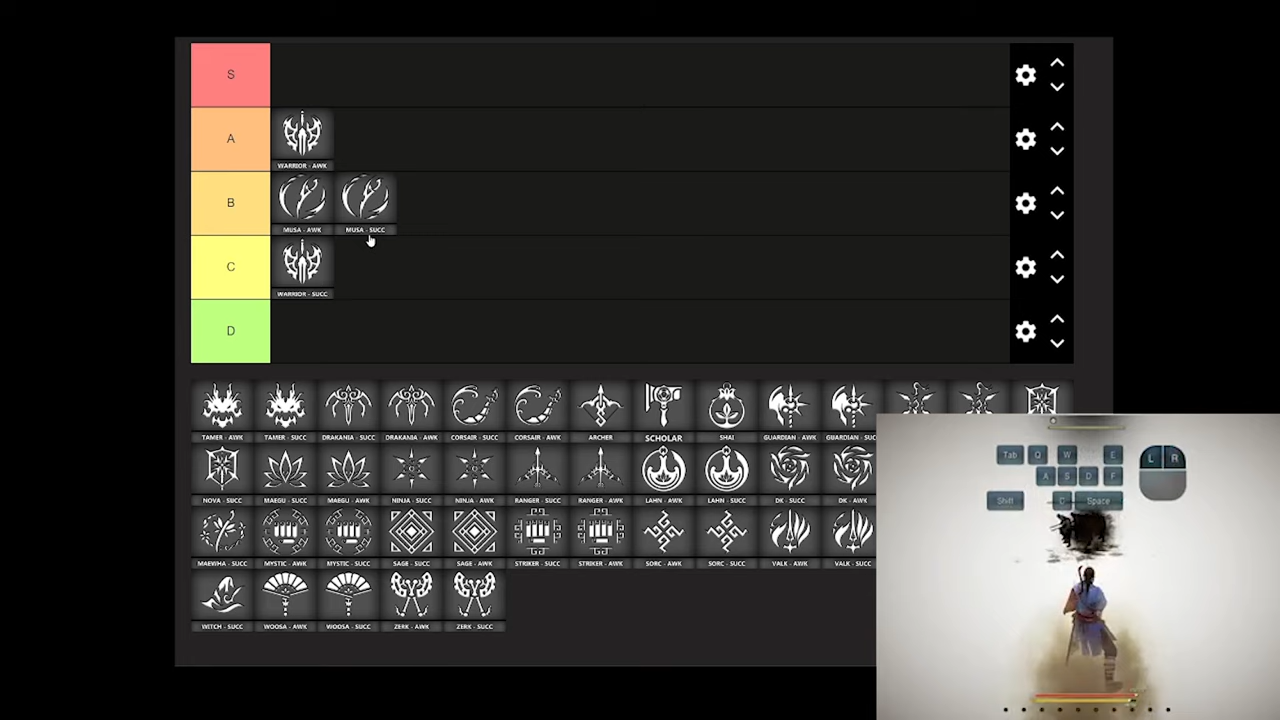 S
A
WARRIOR - AWK
B
MUSA - AWK MUSA - SUCC
C
WARRIOR - SUCC
D
TAMER - AWK TAMER - SUCC DRAKANIA - SUCC DRAKANIA - AWK CORSAIR - SUCC CORSAIR - AWK ARCHER SCHOLAR SHAI GUARDIAN - AWK GUARDIAN - SUCC
NOVA - SUCC MAEGU - SUCC MAEGU - AWK NINJA - SUCC NINJA - AWK RANGER - SUCC RANGER - AWK LAHN - AWK LAHN - SUCC DK - SUCC DK - AWK
MAEWHA - SUCC MYSTIC - AWK MYSTIC - SUCC SAGE - SUCC SAGE - AWK STRIKER - SUCC STRIKER - AWK SORC - AWK SORC - SUCC VALK - AWK VALK - SUCC
WITCH - SUCC WOOSA - AWK WOOSA - SUCC ZERK - AWK ZERK - SUCC
Tab Q W E L R
A S D F
Shift C Space